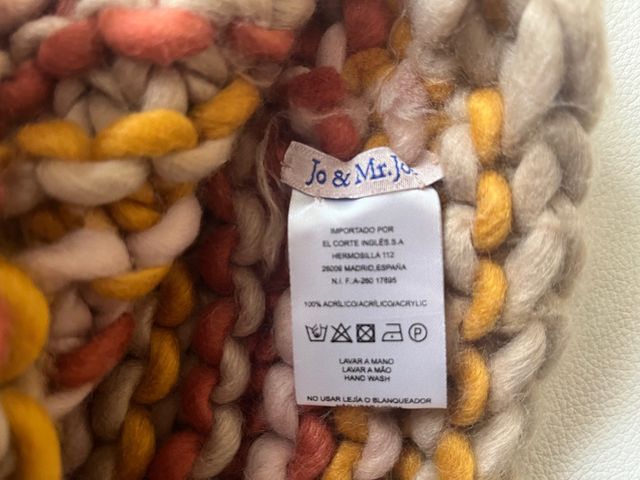 Jo & Mr.Jo
IMPORTADO POR
EL CORTE INGLÉS.S.A
HERMOSILLA 112
28009 MADRID,ESPAÑA
N.I. F.A-280 17895
100% ACRÍLICO/ACRÍLICO/ACRYLIC
P
LAVAR A MANO
LAVAR A MÃO
HAND WASH
NO USAR LEJÍA O BLANQUEADOR